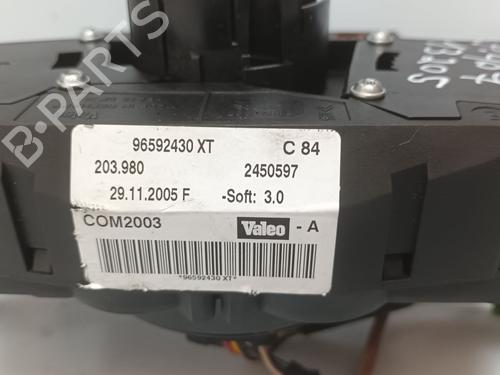 B-PARTS
96592430 XT C 84
203.980 2450597
29.11.2005 F -Soft: 3.0
COM2003 Valeo - A
*96592430 XT*